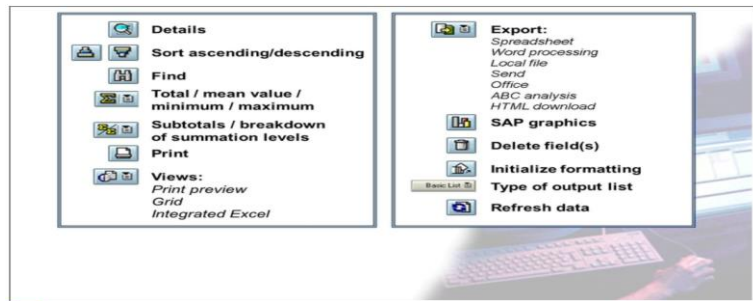 Details
Sort ascending/descending
Find
Total / mean value /
minimum / maximum
Subtotals / breakdown
of summation levels
Print
Views:
Print preview
Grid
Integrated Excel
Export:
Spreadsheet
Word processing
Local file
Send
Office
ABC analysis
HTML download
SAP graphics
Delete field(s)
Initialize formatting
Basic List
Type of output list
Refresh data